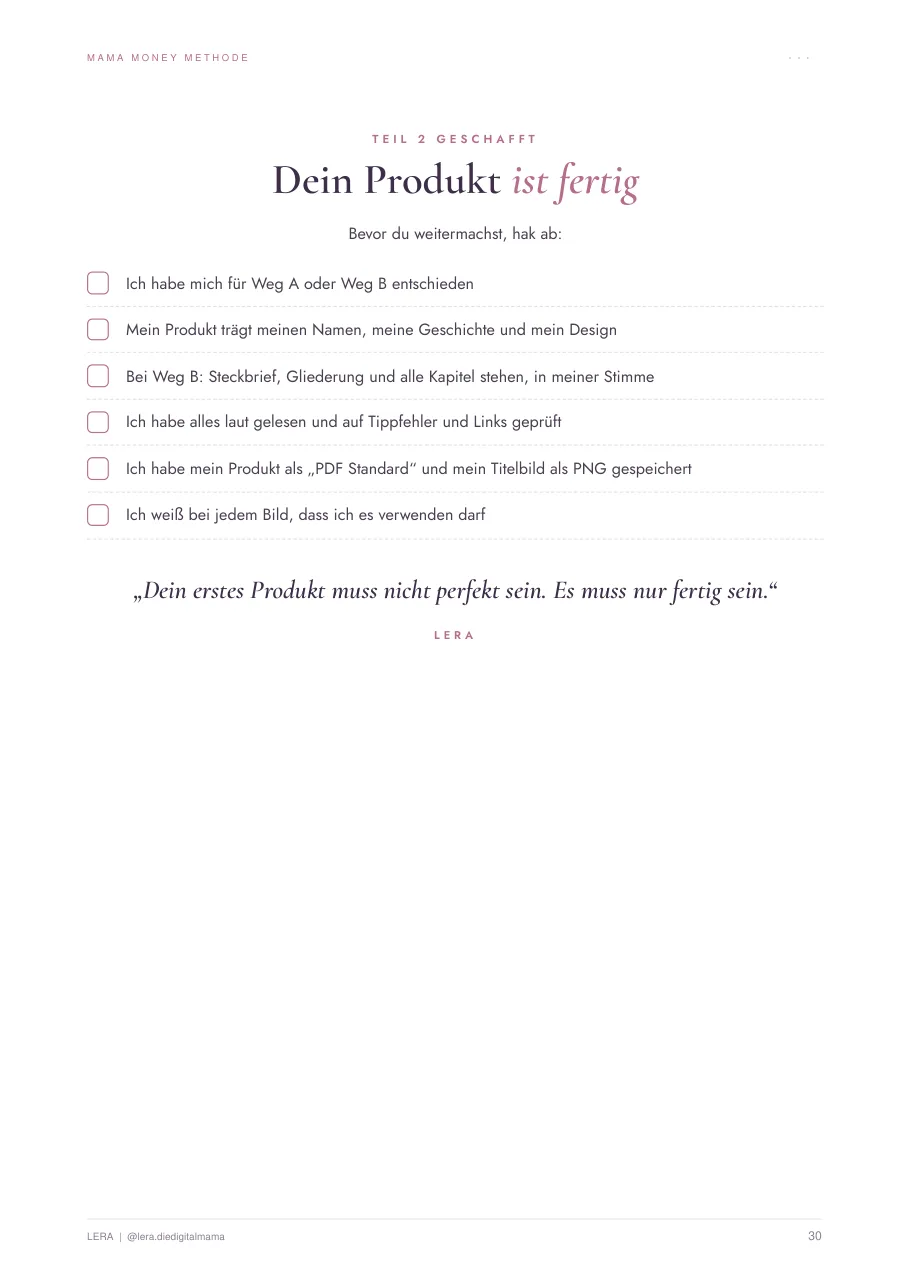 MAMA MONEY METHODE
. . .
TEIL 2 GESCHAFFT
Dein Produkt ist fertig
Bevor du weitermachst, hak ab:
Ich habe mich für Weg A oder Weg B entschieden
Mein Produkt trägt meinen Namen, meine Geschichte und mein Design
Bei Weg B: Steckbrief, Gliederung und alle Kapitel stehen, in meiner Stimme
Ich habe alles laut gelesen und auf Tippfehler und Links geprüft
Ich habe mein Produkt als „PDF Standard“ und mein Titelbild als PNG gespeichert
Ich weiß bei jedem Bild, dass ich es verwenden darf
„Dein erstes Produkt muss nicht perfekt sein. Es muss nur fertig sein.“
LERA
LERA | @lera.diedigitalmama
30